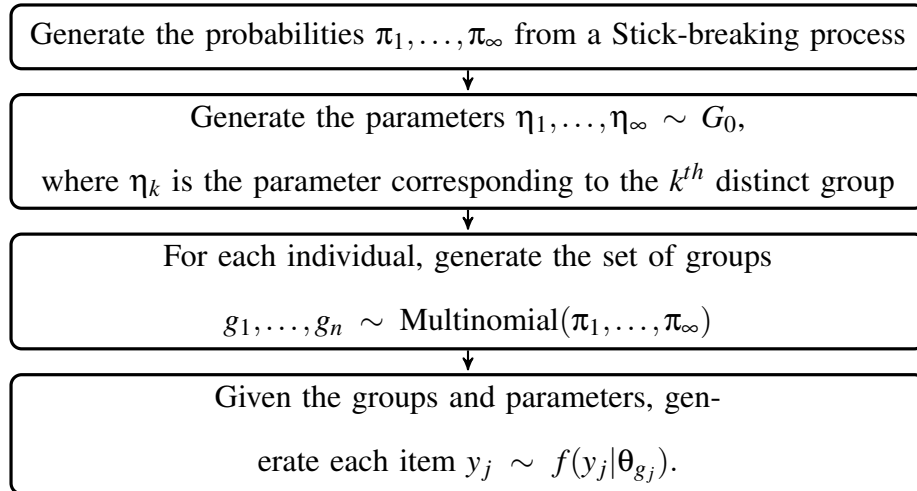 Generate the probabilities π₁,…,π∞ from a Stick-breaking process
Generate the parameters η₁,…,η∞ ∼ G₀,
where ηₖ is the parameter corresponding to the kᵗʰ distinct group
For each individual, generate the set of groups
g₁,…,gₙ ∼ Multinomial(π₁,…,π∞)
Given the groups and parameters, gen-
erate each item yⱼ ∼ f(yⱼ|θ_{gⱼ}).